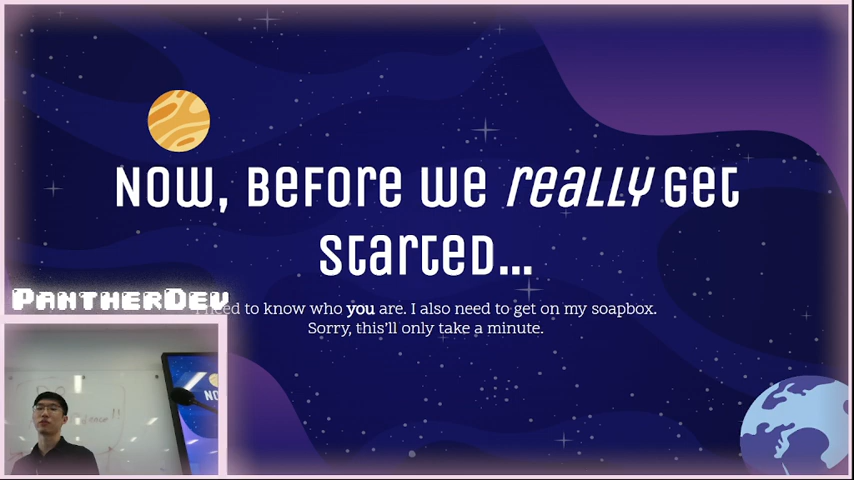 Now, Before we really Get
started...
need to know who you are. I also need to get on my soapbox.
Sorry, this'll only take a minute.
PantherDev
NO